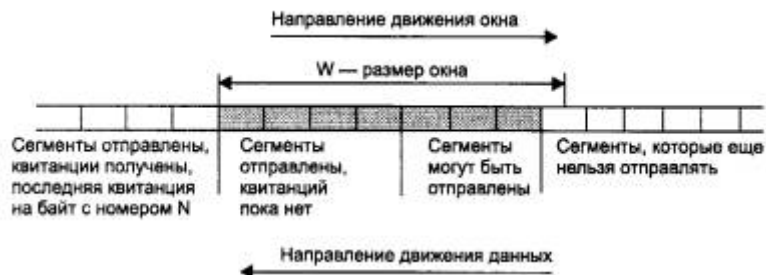 Направление движения окна
W — размер окна
Сегменты отправлены,
квитанции получены,
последняя квитанция
на байт с номером N
Сегменты
отправлены,
квитанций
пока нет
Сегменты
могут быть
отправлены
Сегменты, которые еще
нельзя отправлять
Направление движения данных